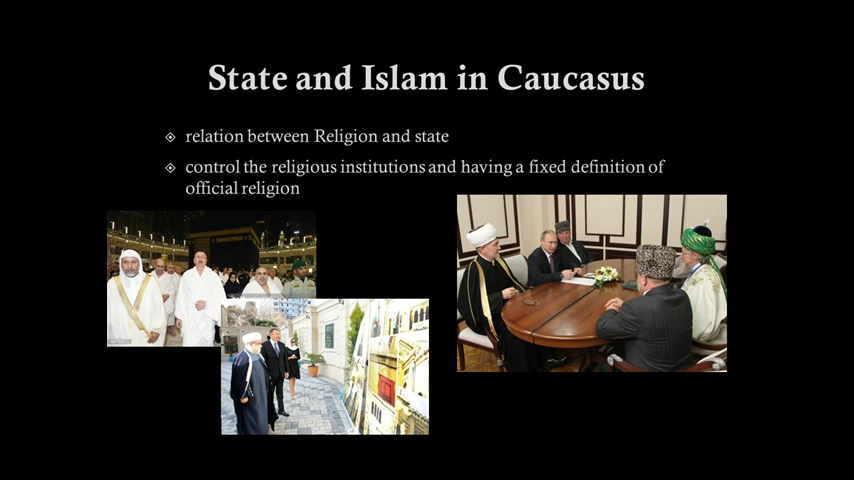 State and Islam in Caucasus
relation between Religion and state
control the religious institutions and having a fixed definition of
official religion